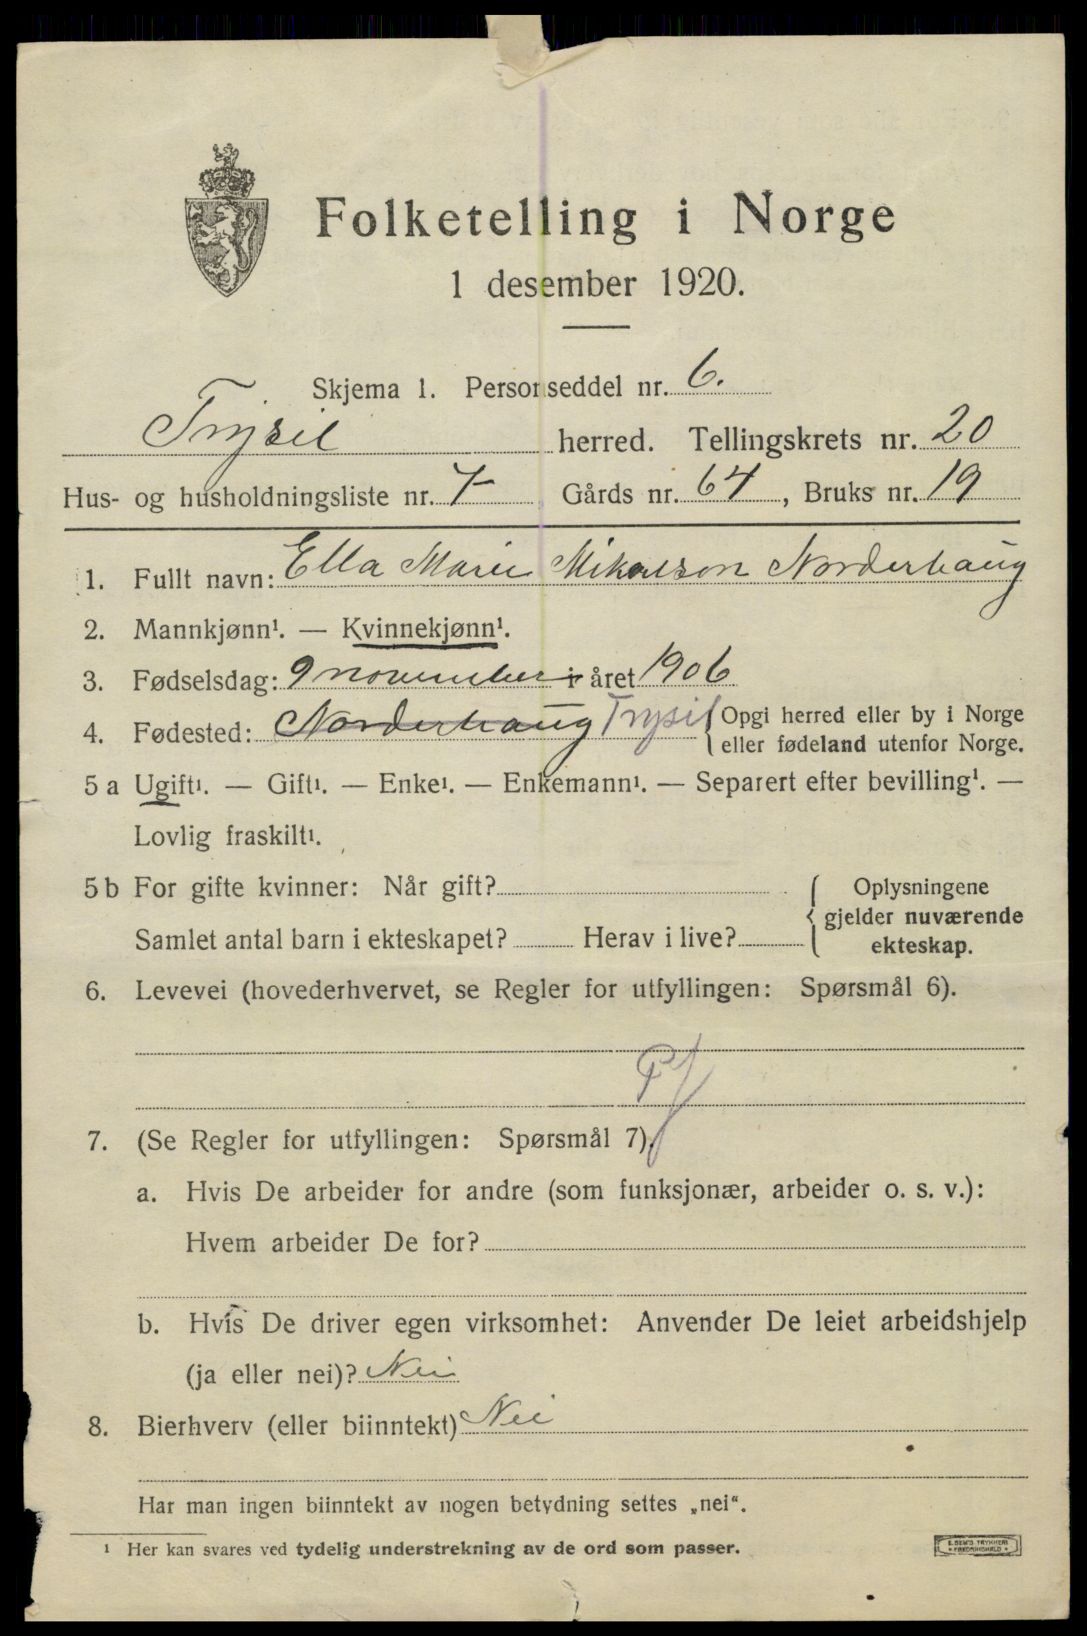 Folketelling i Norge
1 desember 1920.
Skjema 1. Personseddel nr. 6.
Trysil herred. Tellingskrets nr. 20
Hus- og husholdningsliste nr. 7 Gårds nr. 64, Bruks nr. 19
1. Fullt navn: Ella Marie Mikalson Norderhaug
2. Mannkjønn¹. — Kvinnekjønn¹.
3. Fødselsdag: 9 november i året 1906
4. Fødested: Norderhaug Trysil { Opgi herred eller by i Norge
eller fødeland utenfor Norge.
5 a Ugift¹. — Gift¹. — Enke¹. — Enkemann¹. — Separert efter bevilling¹. —
Lovlig fraskilt¹.
5 b For gifte kvinner: Når gift? { Oplysningene
gjelder nuværende
Samlet antal barn i ekteskapet? Herav i live? ekteskap.
6. Levevei (hovederhvervet, se Regler for utfyllingen: Spørsmål 6).
7. (Se Regler for utfyllingen: Spørsmål 7).
a. Hvis De arbeider for andre (som funksjonær, arbeider o. s. v.):
Hvem arbeider De for?
b. Hvis De driver egen virksomhet: Anvender De leiet arbeidshjelp
(ja eller nei)? Nei
8. Bierhverv (eller biinntekt) Nei
Har man ingen biinntekt av nogen betydning settes „nei“.
¹ Her kan svares ved tydelig understrekning av de ord som passer.
E. SEM'S TRYKKERI
• FREDRIKSHALD •